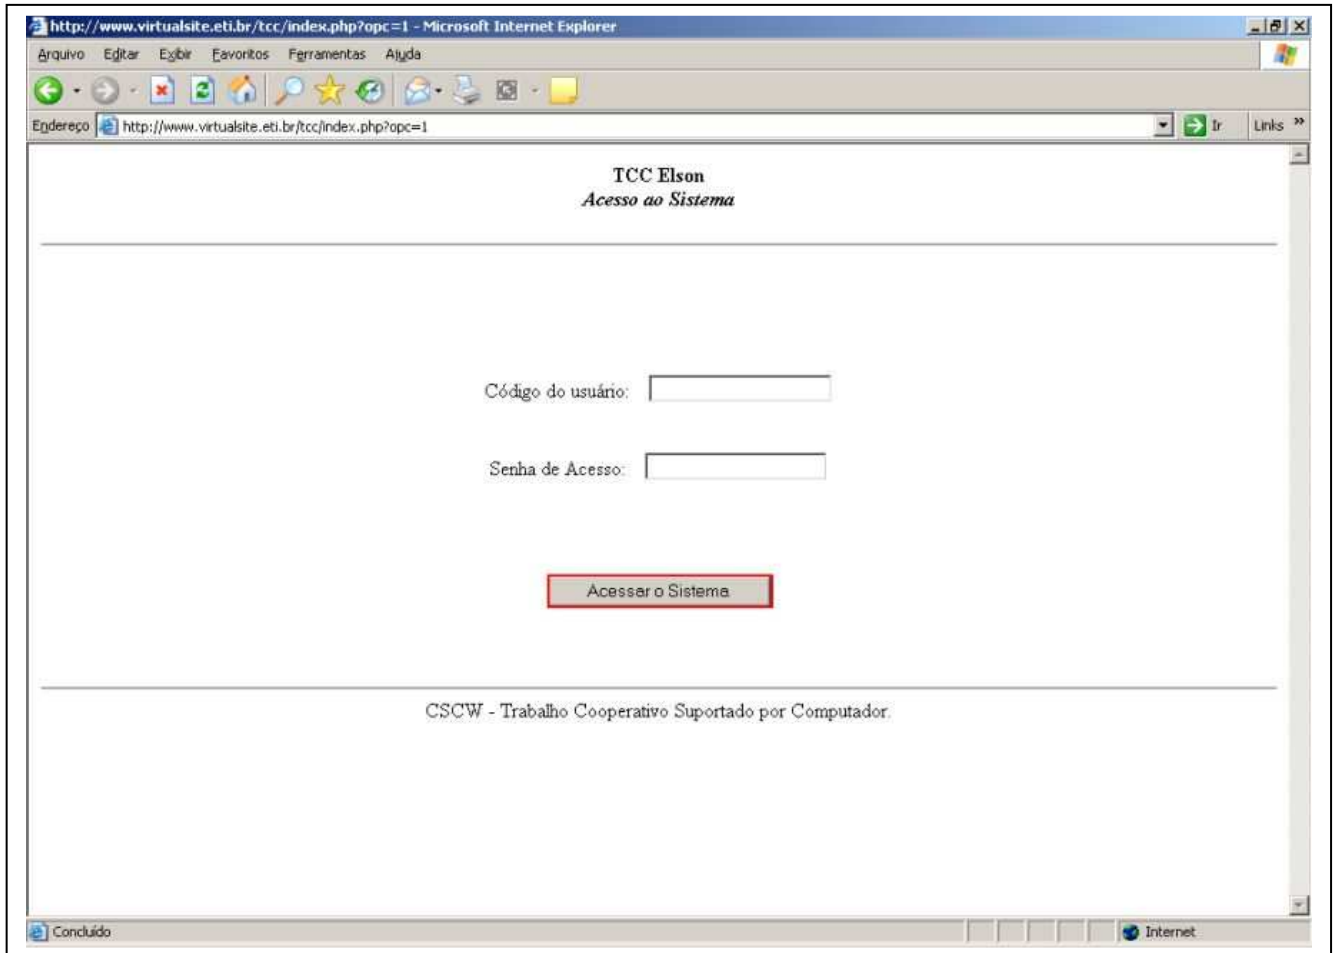 http://www.virtualsite.eti.br/tcc/index.php?opc=1 - Microsoft Internet Explorer
Arquivo Editar Exibir Favoritos Ferramentas Ajuda
Endereço http://www.virtualsite.eti.br/tcc/index.php?opc=1 Ir Links »
TCC Elson
Acesso ao Sistema
Código do usuário:
Senha de Acesso:
Acessar o Sistema
CSCW - Trabalho Cooperativo Suportado por Computador.
Concluído Internet